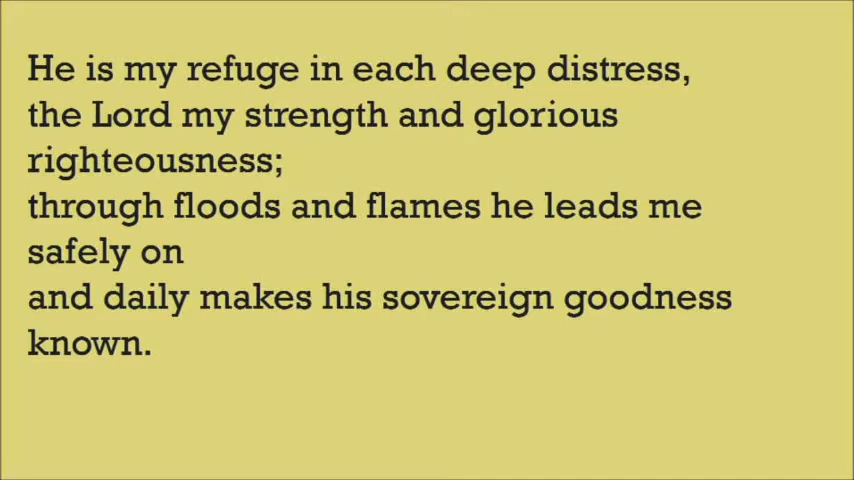 He is my refuge in each deep distress,
the Lord my strength and glorious
righteousness;
through floods and flames he leads me
safely on
and daily makes his sovereign goodness
known.